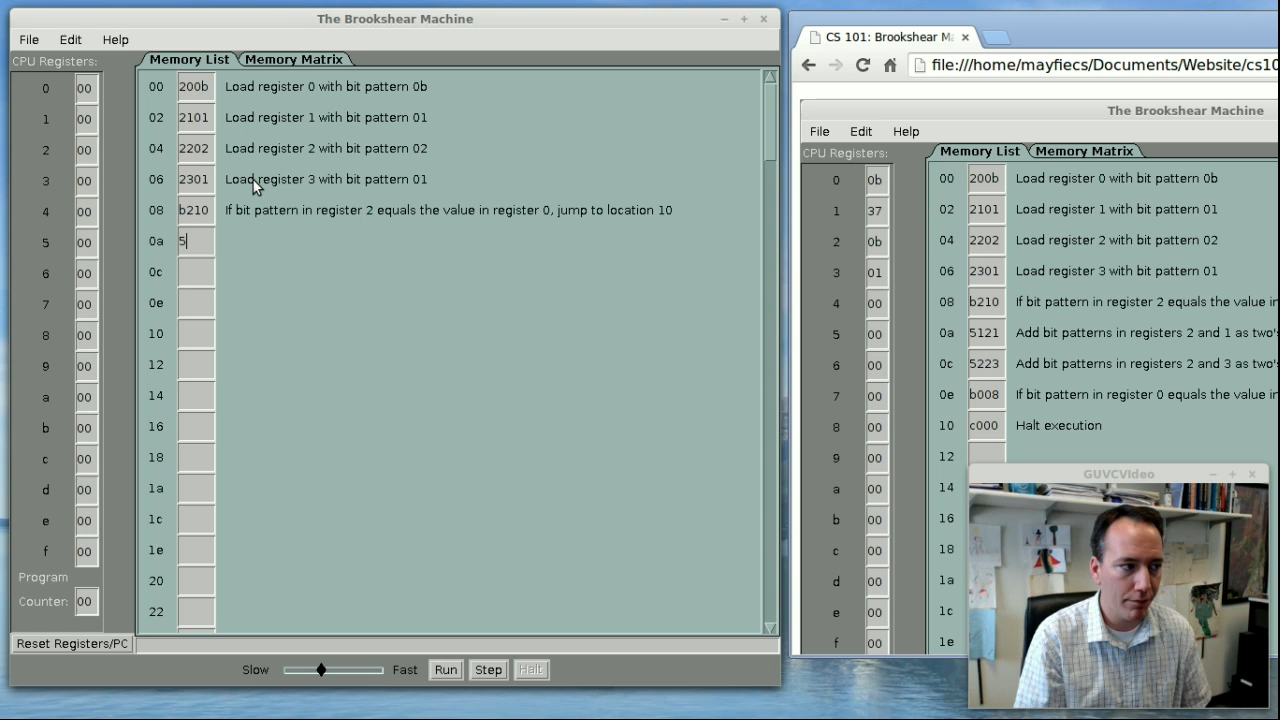 The Brookshear Machine
File Edit Help
CPU Registers:
Memory List Memory Matrix
0 00
1 00
2 00
3 00
4 00
5 00
6 00
7 00
8 00
9 00
a 00
b 00
c 00
d 00
e 00
f 00
Program
Counter: 00
Reset Registers/PC
00 200b Load register 0 with bit pattern 0b
02 2101 Load register 1 with bit pattern 01
04 2202 Load register 2 with bit pattern 02
06 2301 Load register 3 with bit pattern 01
08 b210 If bit pattern in register 2 equals the value in register 0, jump to location 10
0a 5
0c
0e
10
12
14
16
18
1a
1c
1e
20
22
Slow Fast Run Step Halt
CS 101: Brookshear Ma
file:///home/mayfiecs/Documents/Website/cs10
The Brookshear Machine
File Edit Help
CPU Registers:
Memory List Memory Matrix
0 0b
1 37
2 0b
3 01
4 00
5 00
6 00
7 00
8 00
9 00
a 00
b 00
c 00
d 00
e 00
f 00
00 200b Load register 0 with bit pattern 0b
02 2101 Load register 1 with bit pattern 01
04 2202 Load register 2 with bit pattern 02
06 2301 Load register 3 with bit pattern 01
08 b210 If bit pattern in register 2 equals the value in
0a 5121 Add bit patterns in registers 2 and 1 as two's
0c 5223 Add bit patterns in registers 2 and 3 as two's
0e b008 If bit pattern in register 0 equals the value in
10 c000 Halt execution
12
14
16
18
1a
1c
1e
GUVCVideo